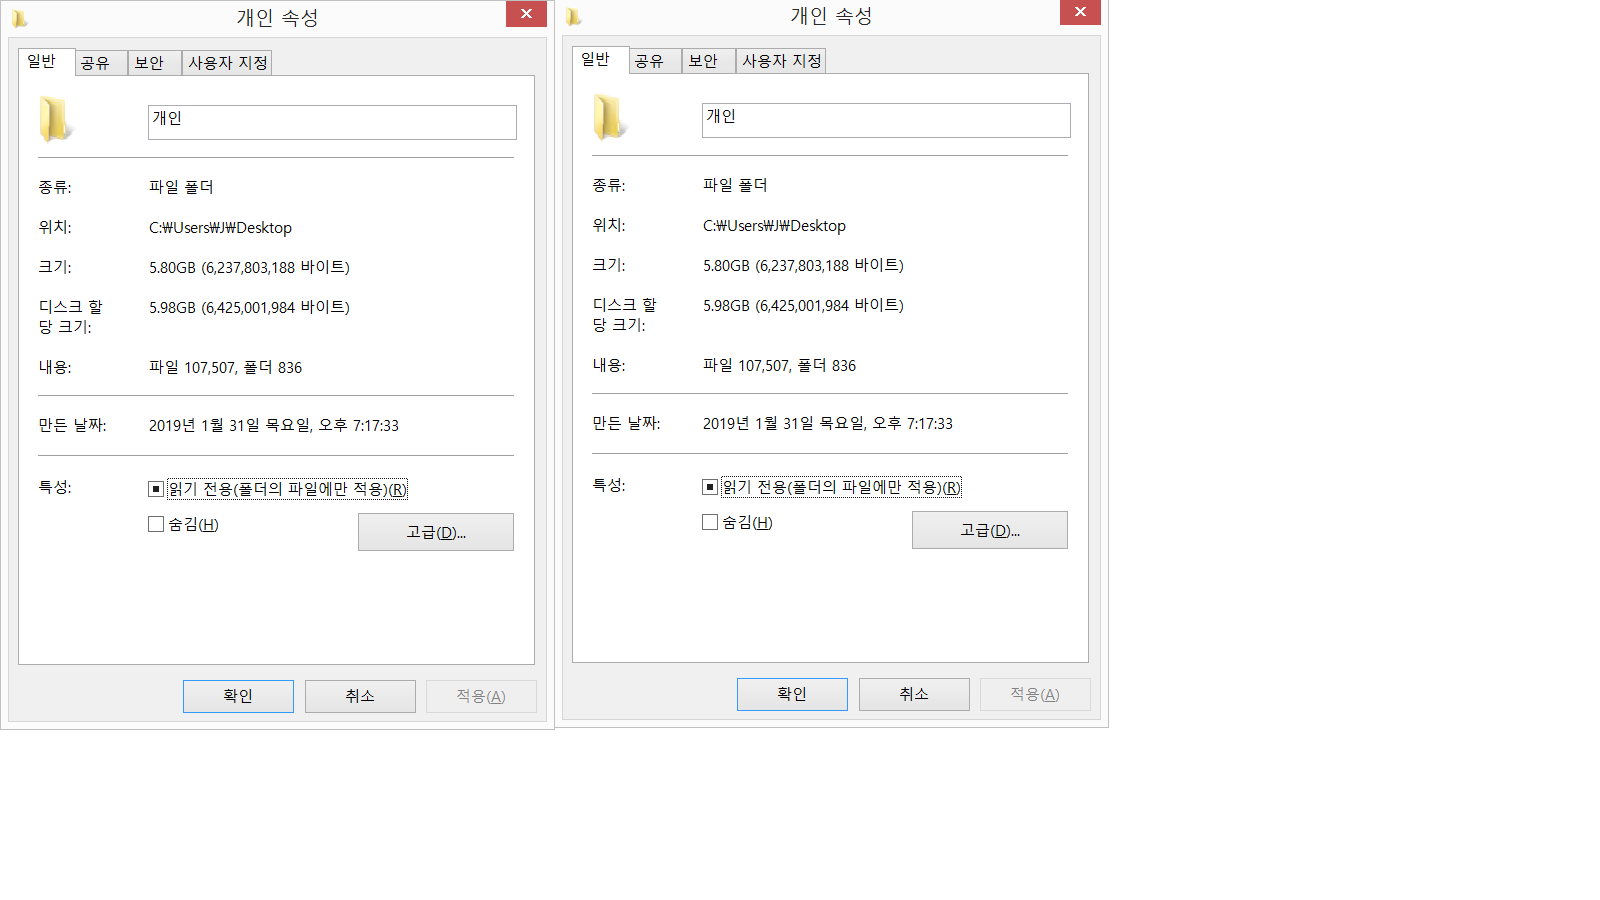 개인 속성
일반 공유 보안 사용자 지정
개인
종류: 파일 폴더
위치: C:₩Users₩J₩Desktop
크기: 5.80GB (6,237,803,188 바이트)
디스크 할 5.98GB (6,425,001,984 바이트)
당 크기:
내용: 파일 107,507, 폴더 836
만든 날짜: 2019년 1월 31일 목요일, 오후 7:17:33
특성: 읽기 전용(폴더의 파일에만 적용)(R)
숨김(H) 고급(D)...
확인 취소 적용(A)
개인 속성
일반 공유 보안 사용자 지정
개인
종류: 파일 폴더
위치: C:₩Users₩J₩Desktop
크기: 5.80GB (6,237,803,188 바이트)
디스크 할 5.98GB (6,425,001,984 바이트)
당 크기:
내용: 파일 107,507, 폴더 836
만든 날짜: 2019년 1월 31일 목요일, 오후 7:17:33
특성: 읽기 전용(폴더의 파일에만 적용)(R)
숨김(H) 고급(D)...
확인 취소 적용(A)